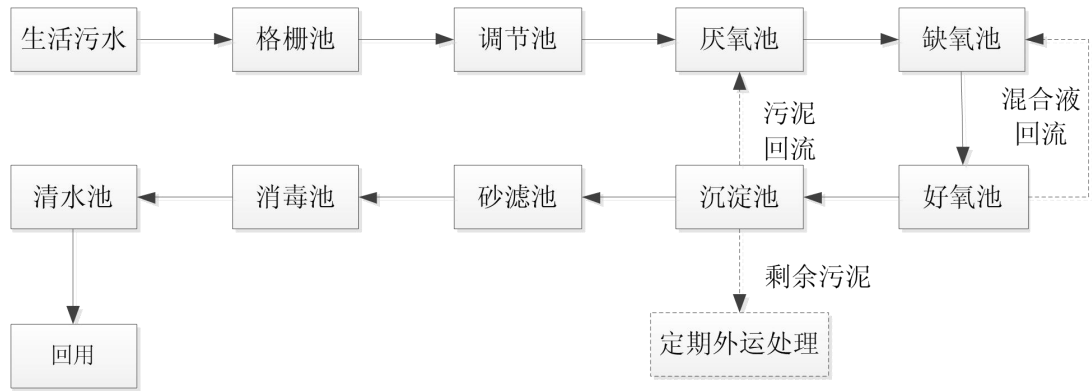 生活污水
格栅池
调节池
厌氧池
缺氧池
污泥
回流
混合液
回流
清水池
消毒池
砂滤池
沉淀池
好氧池
剩余污泥
回用
定期外运处理